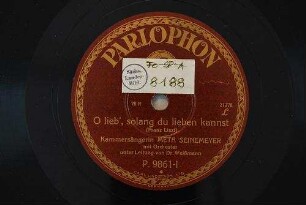 PARLOPHON
8188
O lieb', solang du lieben kannst
(Franz Liszt)
Kammersängerin META SEINEMEYER
mit Orchester
unter Leitung von Dr. Weißmann
P. 9861-I